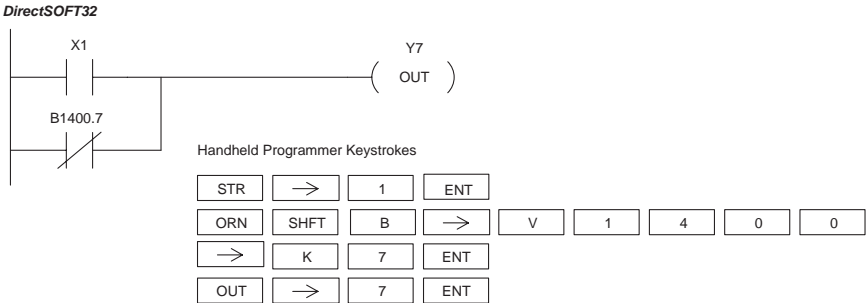 DirectSOFT32
X1
Y7
OUT
B1400.7
Handheld Programmer Keystrokes
STR → 1 ENT
ORN SHFT B → V 1 4 0 0
→ K 7 ENT
OUT → 7 ENT